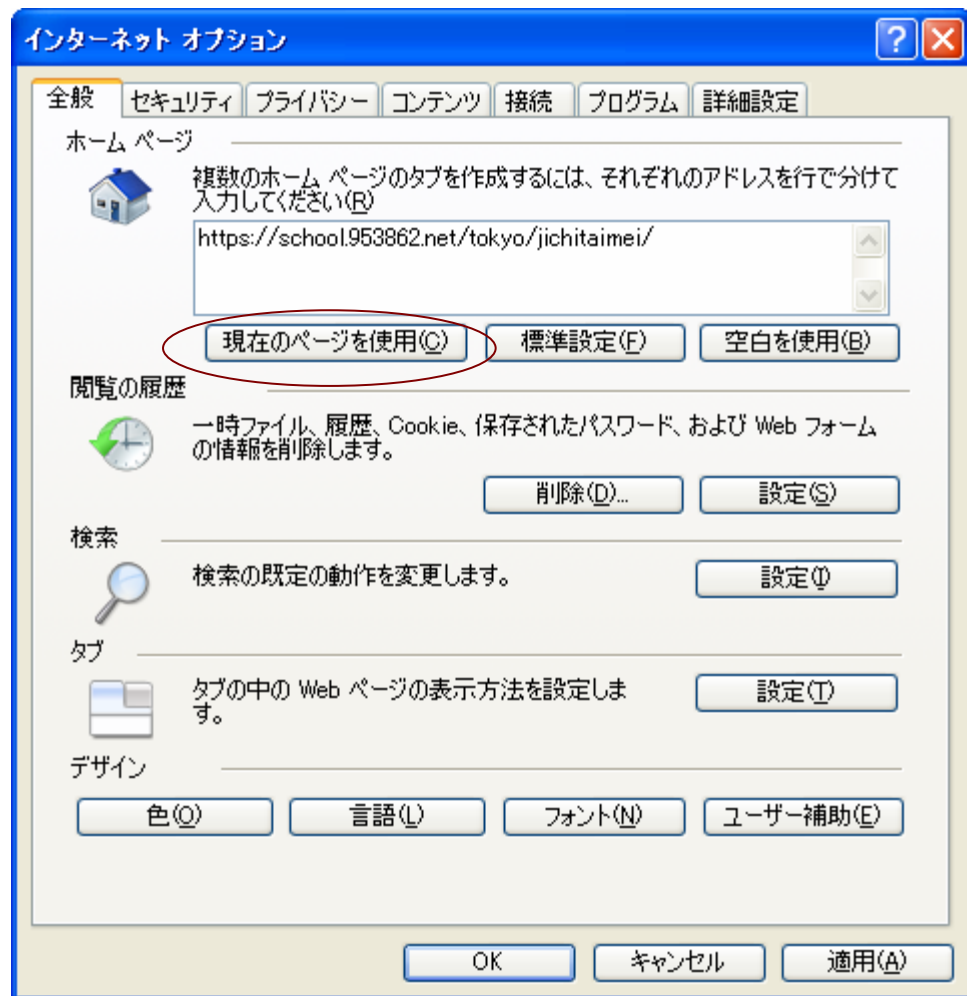 インターネット オプション
全般 セキュリティ プライバシー コンテンツ 接続 プログラム 詳細設定
ホーム ページ
複数のホーム ページのタブを作成するには、それぞれのアドレスを行で分けて
入力してください(R)
https://school.953862.net/tokyo/jichitaimei/
現在のページを使用(C) 標準設定(F) 空白を使用(B)
閲覧の履歴
一時ファイル、履歴、Cookie、保存されたパスワード、および Web フォーム
の情報を削除します。
削除(D)... 設定(S)
検索
検索の既定の動作を変更します。 設定(I)
タブ
タブの中の Web ページの表示方法を設定しま
す。
設定(T)
デザイン
色(O) 言語(L) フォント(N) ユーザー補助(E)
OK キャンセル 適用(A)